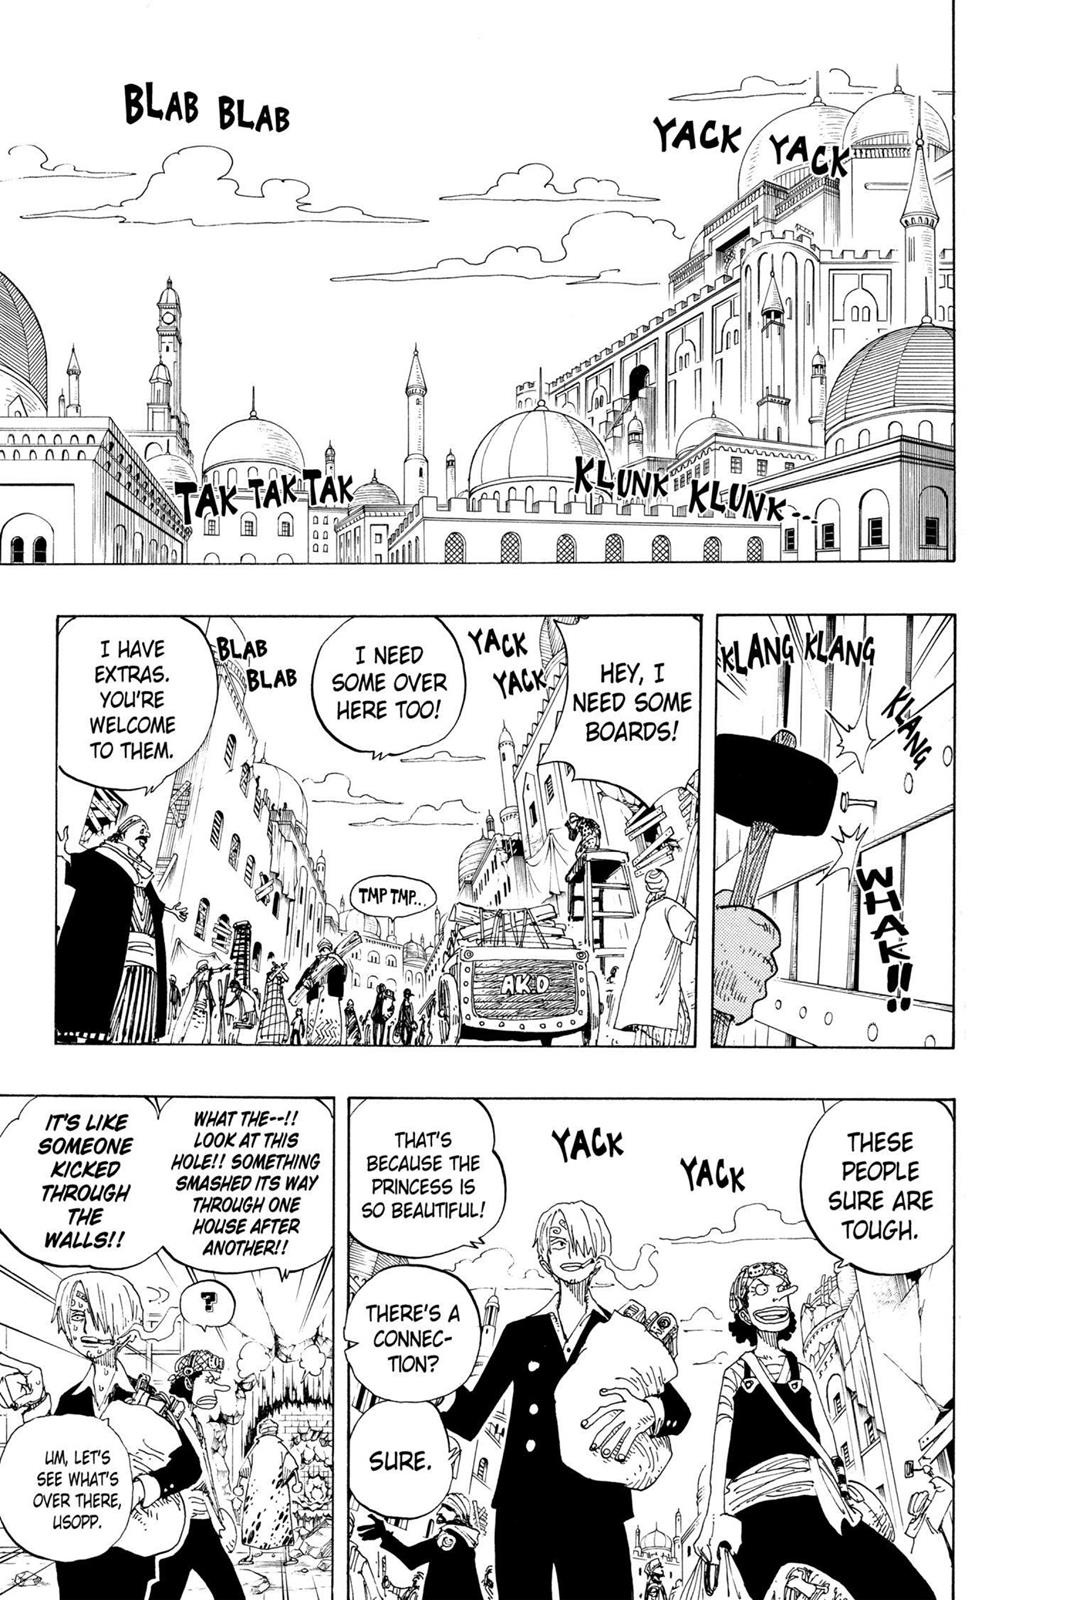 BLAB BLAB
YACK YACK
TAK TAK TAK
KLUNK KLUNK...
KLANG KLANG
KLANG
WHAK!!
HEY, I
NEED SOME
BOARDS!
YACK
YACK
I NEED
SOME OVER
HERE TOO!
BLAB
BLAB
I HAVE
EXTRAS.
YOU'RE
WELCOME
TO THEM.
TMP TMP...
AK.D
THESE
PEOPLE
SURE ARE
TOUGH.
YACK
YACK
THAT'S
BECAUSE THE
PRINCESS IS
SO BEAUTIFUL!
THERE'S A
CONNEC-
TION?
SURE.
WHAT THE--!!
LOOK AT THIS
HOLE!! SOMETHING
SMASHED ITS WAY
THROUGH ONE
HOUSE AFTER
ANOTHER!!
IT'S LIKE
SOMEONE
KICKED
THROUGH
THE
WALLS!!
?
UM, LET'S
SEE WHAT'S
OVER THERE,
USOPP.